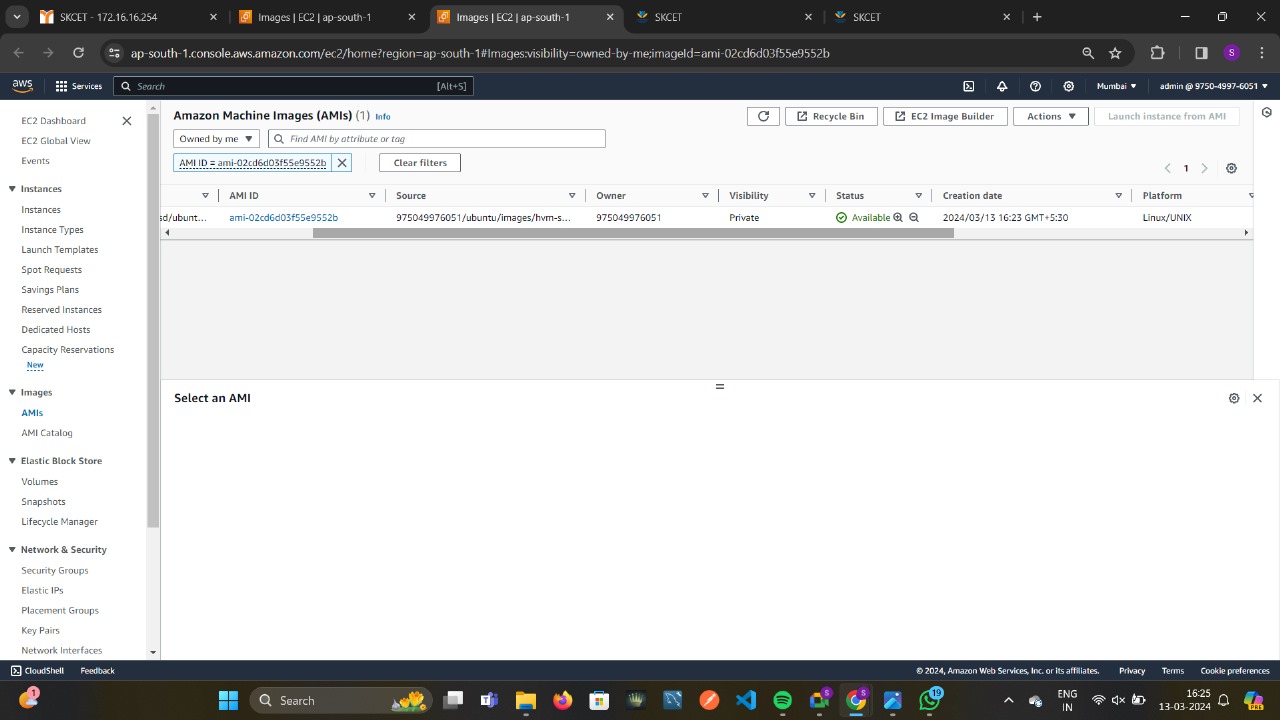 SKCET - 172.16.16.254
Images | EC2 | ap-south-1
Images | EC2 | ap-south-1
SKCET
SKCET
ap-south-1.console.aws.amazon.com/ec2/home?region=ap-south-1#Images:visibility=owned-by-me;imageId=ami-02cd6d03f55e9552b
S
aws
Services
Search
[Alt+S]
Mumbai
admin @ 9750-4997-6051
EC2 Dashboard
EC2 Global View
Events
Instances
Instances
Instance Types
Launch Templates
Spot Requests
Savings Plans
Reserved Instances
Dedicated Hosts
Capacity Reservations
New
Images
AMIs
AMI Catalog
Elastic Block Store
Volumes
Snapshots
Lifecycle Manager
Network & Security
Security Groups
Elastic IPs
Placement Groups
Key Pairs
Network Interfaces
Amazon Machine Images (AMIs) (1) Info
Recycle Bin
EC2 Image Builder
Actions
Launch instance from AMI
Owned by me
Find AMI by attribute or tag
AMI ID = ami-02cd6d03f55e9552b
Clear filters
1
AMI ID Source Owner Visibility Status Creation date Platform
sd/ubunt... ami-02cd6d03f55e9552b 975049976051/ubuntu/images/hvm-s... 975049976051 Private Available 2024/03/13 16:23 GMT+5:30 Linux/UNIX
Select an AMI
CloudShell Feedback
© 2024, Amazon Web Services, Inc. or its affiliates. Privacy Terms Cookie preferences
1
Search
S
S
19
ENG
IN
16:25
13-03-2024
PRE